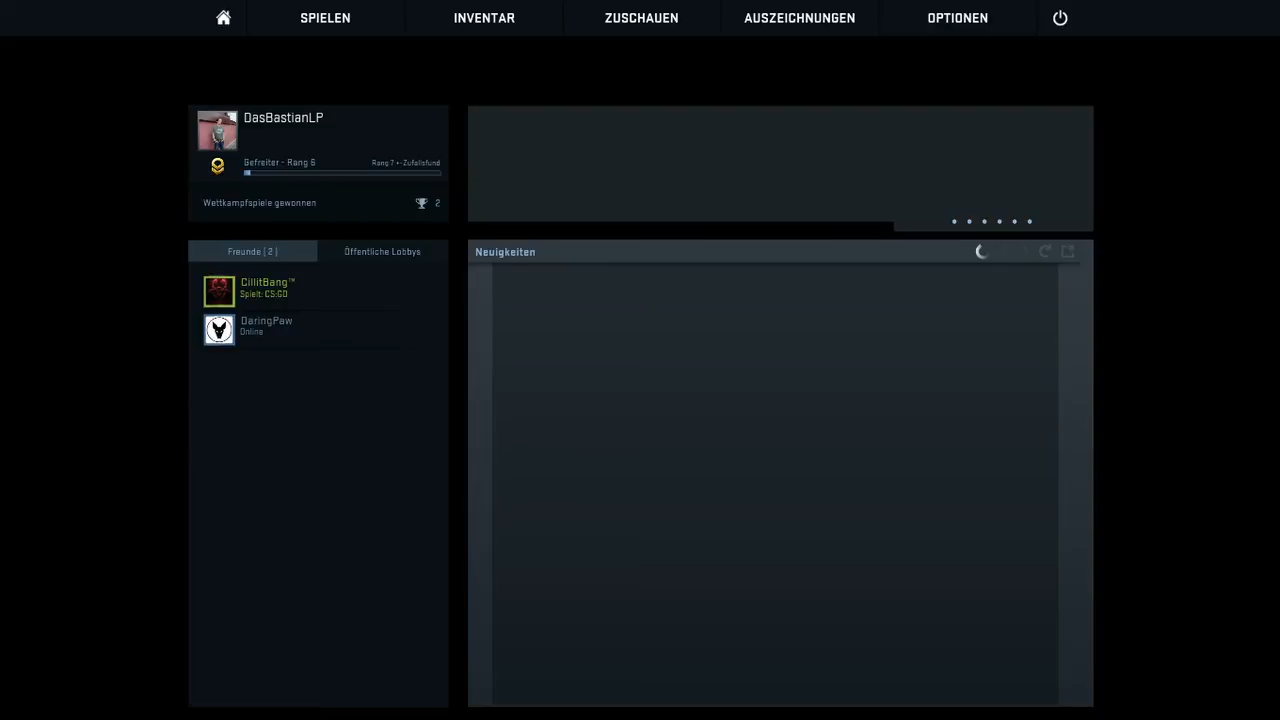 SPIELEN
INVENTAR
ZUSCHAUEN
AUSZEICHNUNGEN
OPTIONEN
DasBastianLP
Gefreiter - Rang 6
Rang 7 •-Zufallsfund
Wettkampfspiele gewonnen
2
Freunde ( 2 )
Öffentliche Lobbys
CillitBang™
Spielt: CS:GO
DaringPaw
Online
Neuigkeiten